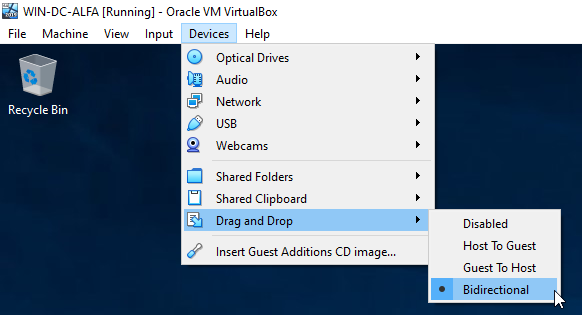 WIN-DC-ALFA [Running] - Oracle VM VirtualBox
File Machine View Input Devices Help
Recycle Bin
Optical Drives
Audio
Network
USB
Webcams
Shared Folders
Shared Clipboard
Drag and Drop
Insert Guest Additions CD image...
Disabled
Host To Guest
Guest To Host
Bidirectional